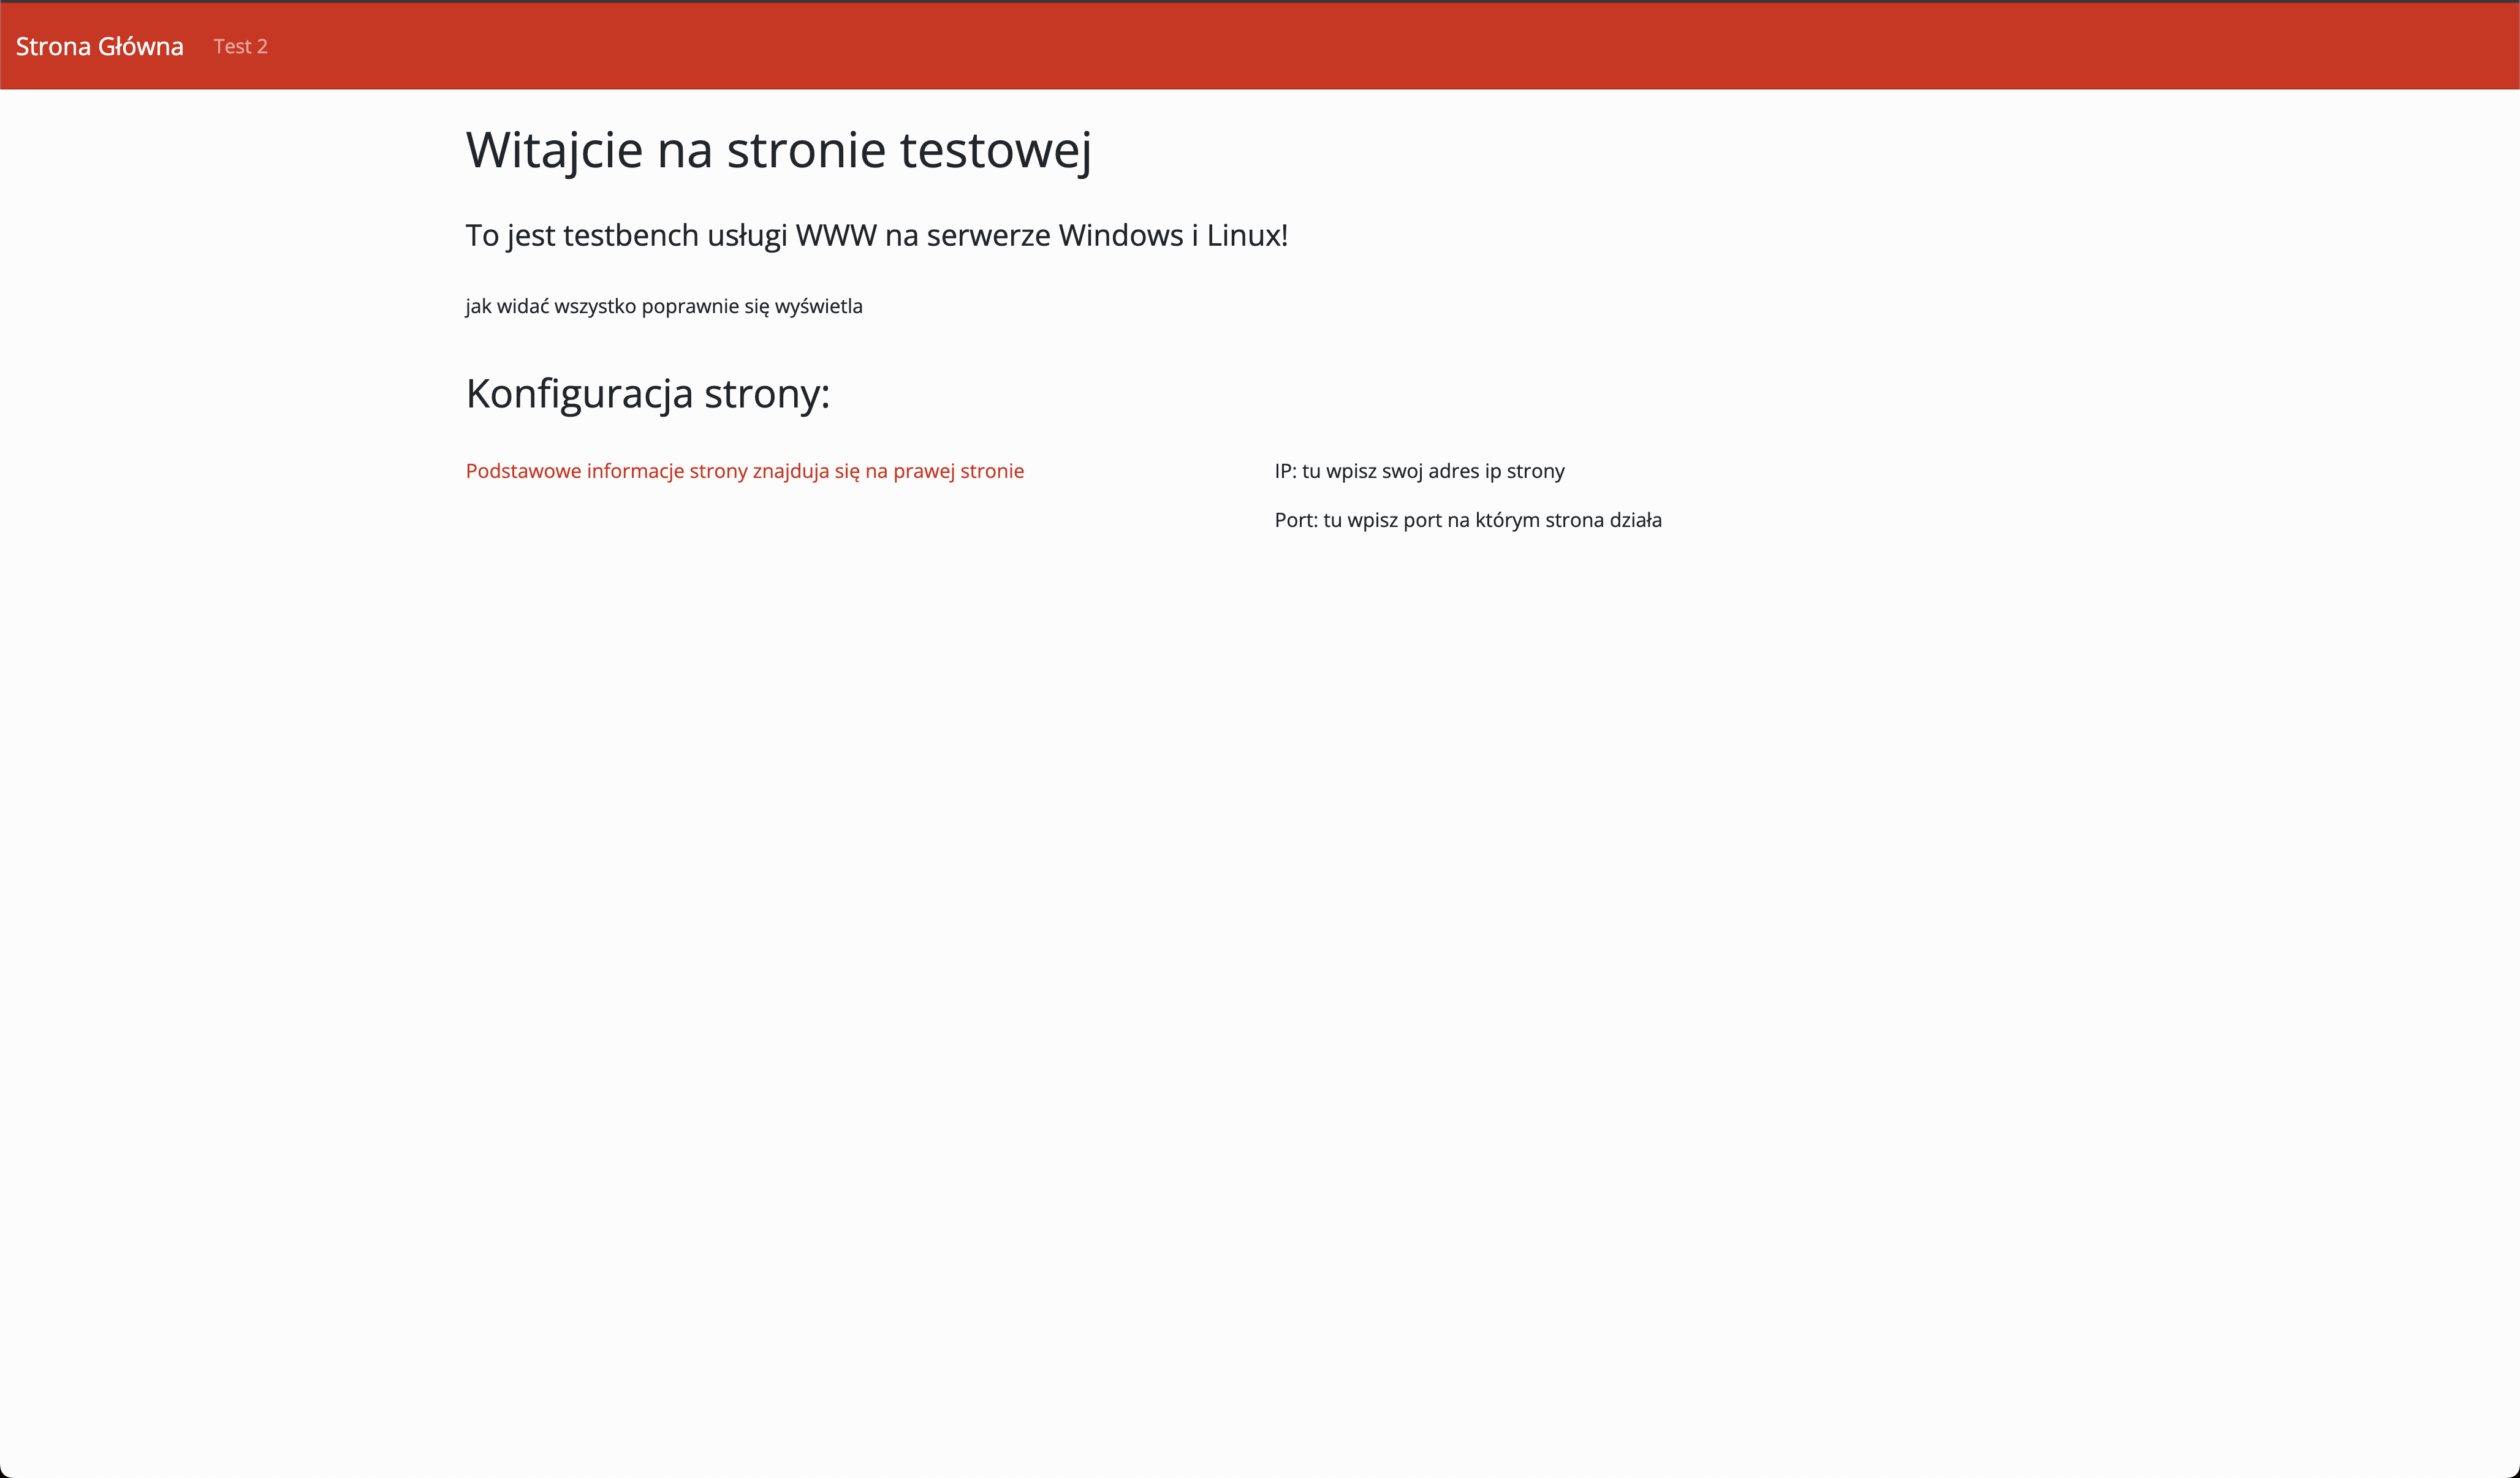 Strona Główna Test 2
Witajcie na stronie testowej
To jest testbench usługi WWW na serwerze Windows i Linux!
jak widać wszystko poprawnie się wyświetla
Konfiguracja strony:
Podstawowe informacje strony znajduja się na prawej stronie
IP: tu wpisz swoj adres ip strony
Port: tu wpisz port na którym strona działa